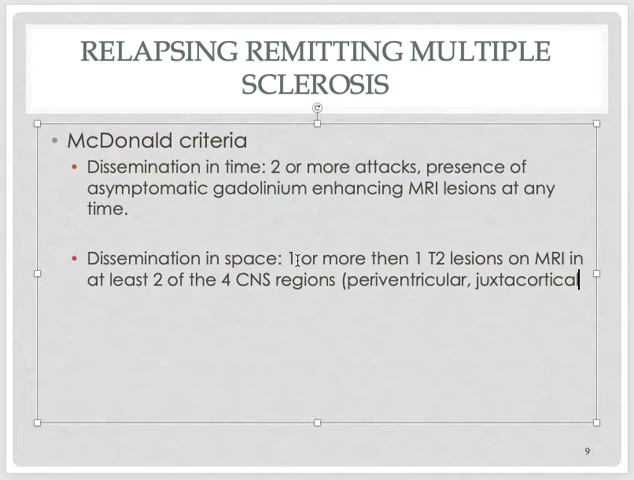 RELAPSING REMITTING MULTIPLE
SCLEROSIS
• McDonald criteria
• Dissemination in time: 2 or more attacks, presence of
asymptomatic gadolinium enhancing MRI lesions at any
time.
• Dissemination in space: 1 or more then 1 T2 lesions on MRI in
at least 2 of the 4 CNS regions (periventricular, juxtacortical
9